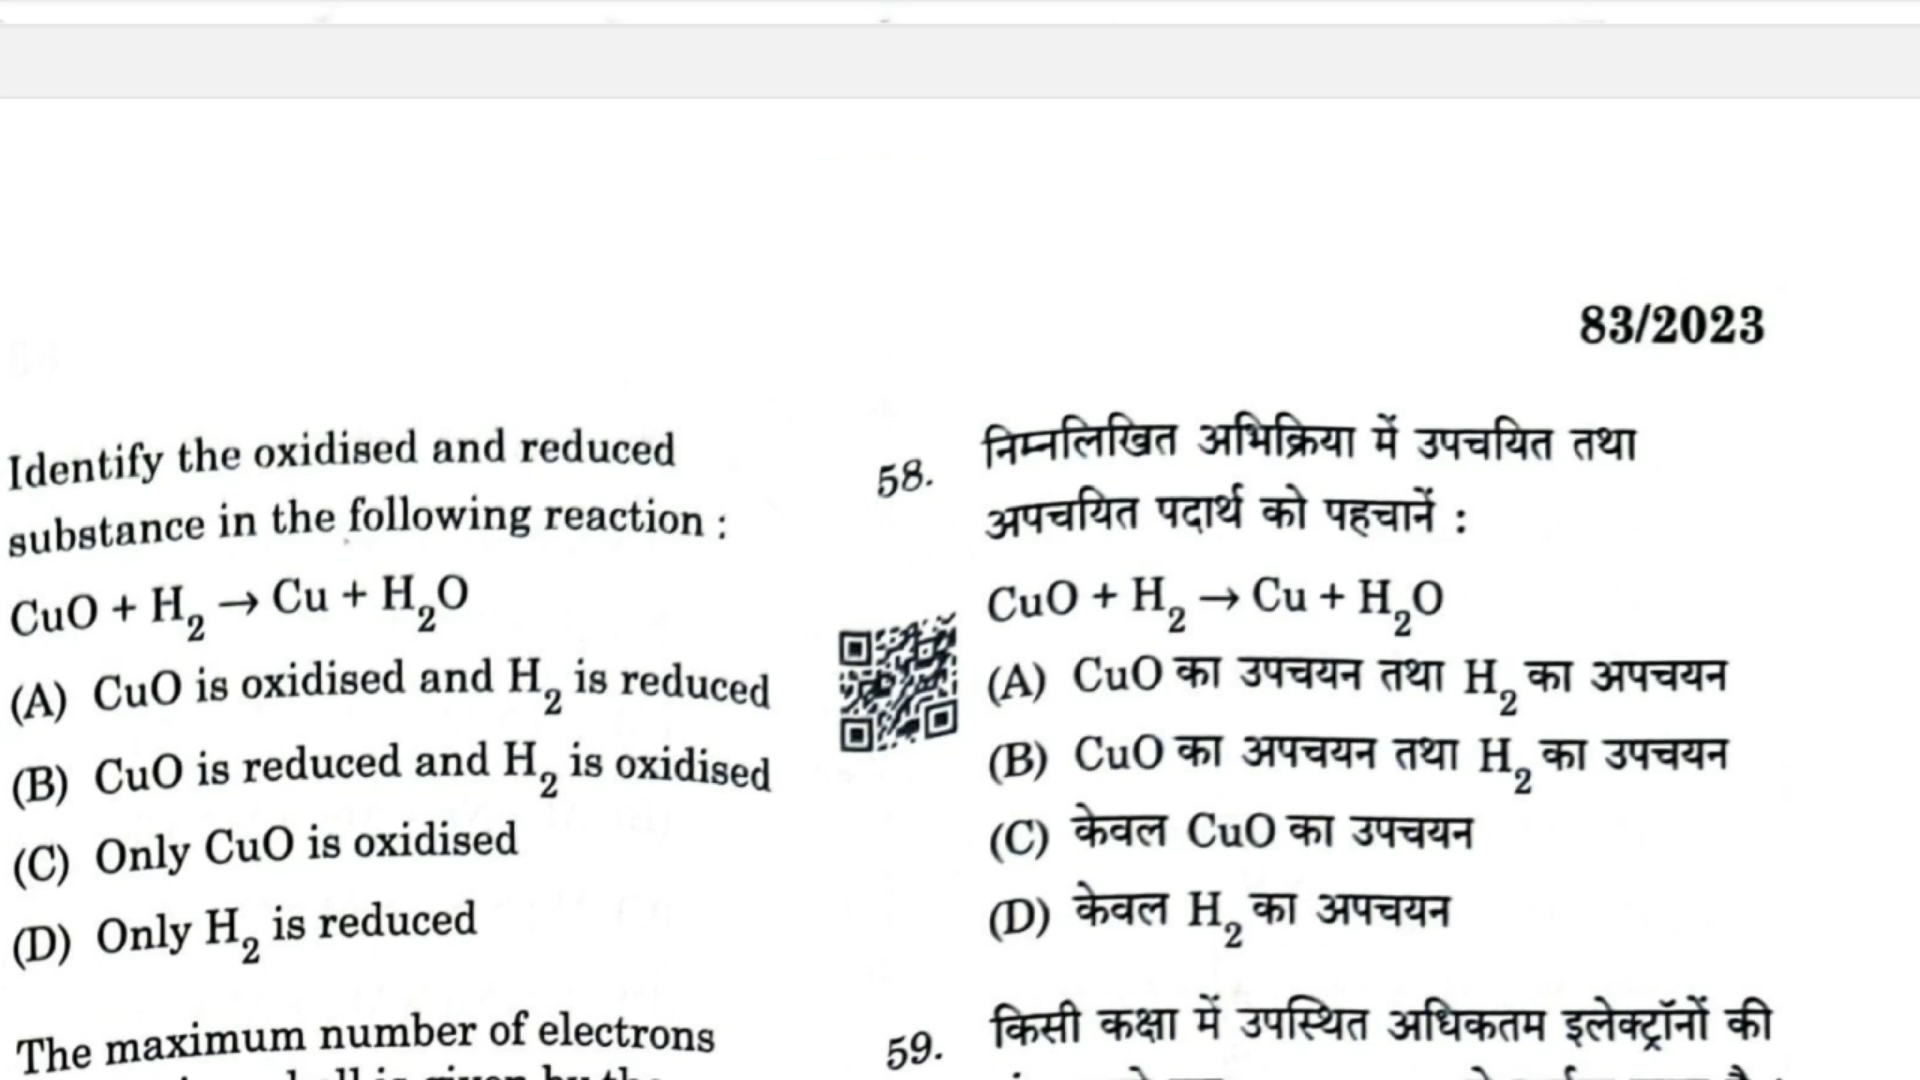 83/2023
Identify the oxidised and reduced
substance in the following reaction :
CuO + H₂ → Cu + H₂O
(A) CuO is oxidised and H₂ is reduced
(B) CuO is reduced and H₂ is oxidised
(C) Only CuO is oxidised
(D) Only H₂ is reduced
The maximum number of electrons
58. निम्नलिखित अभिक्रिया में उपचयित तथा
अपचयित पदार्थ को पहचानें :
CuO + H₂ → Cu + H₂O
(A) CuO का उपचयन तथा H₂ का अपचयन
(B) CuO का अपचयन तथा H₂ का उपचयन
(C) केवल CuO का उपचयन
(D) केवल H₂ का अपचयन
59. किसी कक्षा में उपस्थित अधिकतम इलेक्ट्रॉनों की